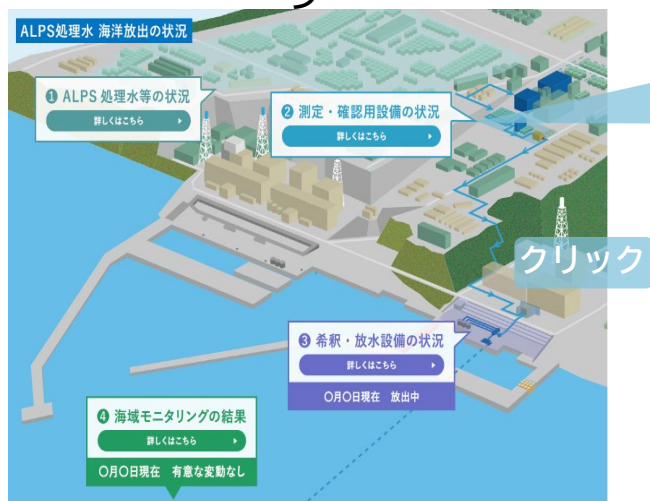 ALPS処理水 海洋放出の状況
❶ ALPS 処理水等の状況
詳しくはこちら
❷ 測定・確認用設備の状況
詳しくはこちら
クリック
❸ 希釈・放水設備の状況
詳しくはこちら
〇月〇日現在 放出中
❹ 海域モニタリングの結果
詳しくはこちら
〇月〇日現在 有意な変動なし